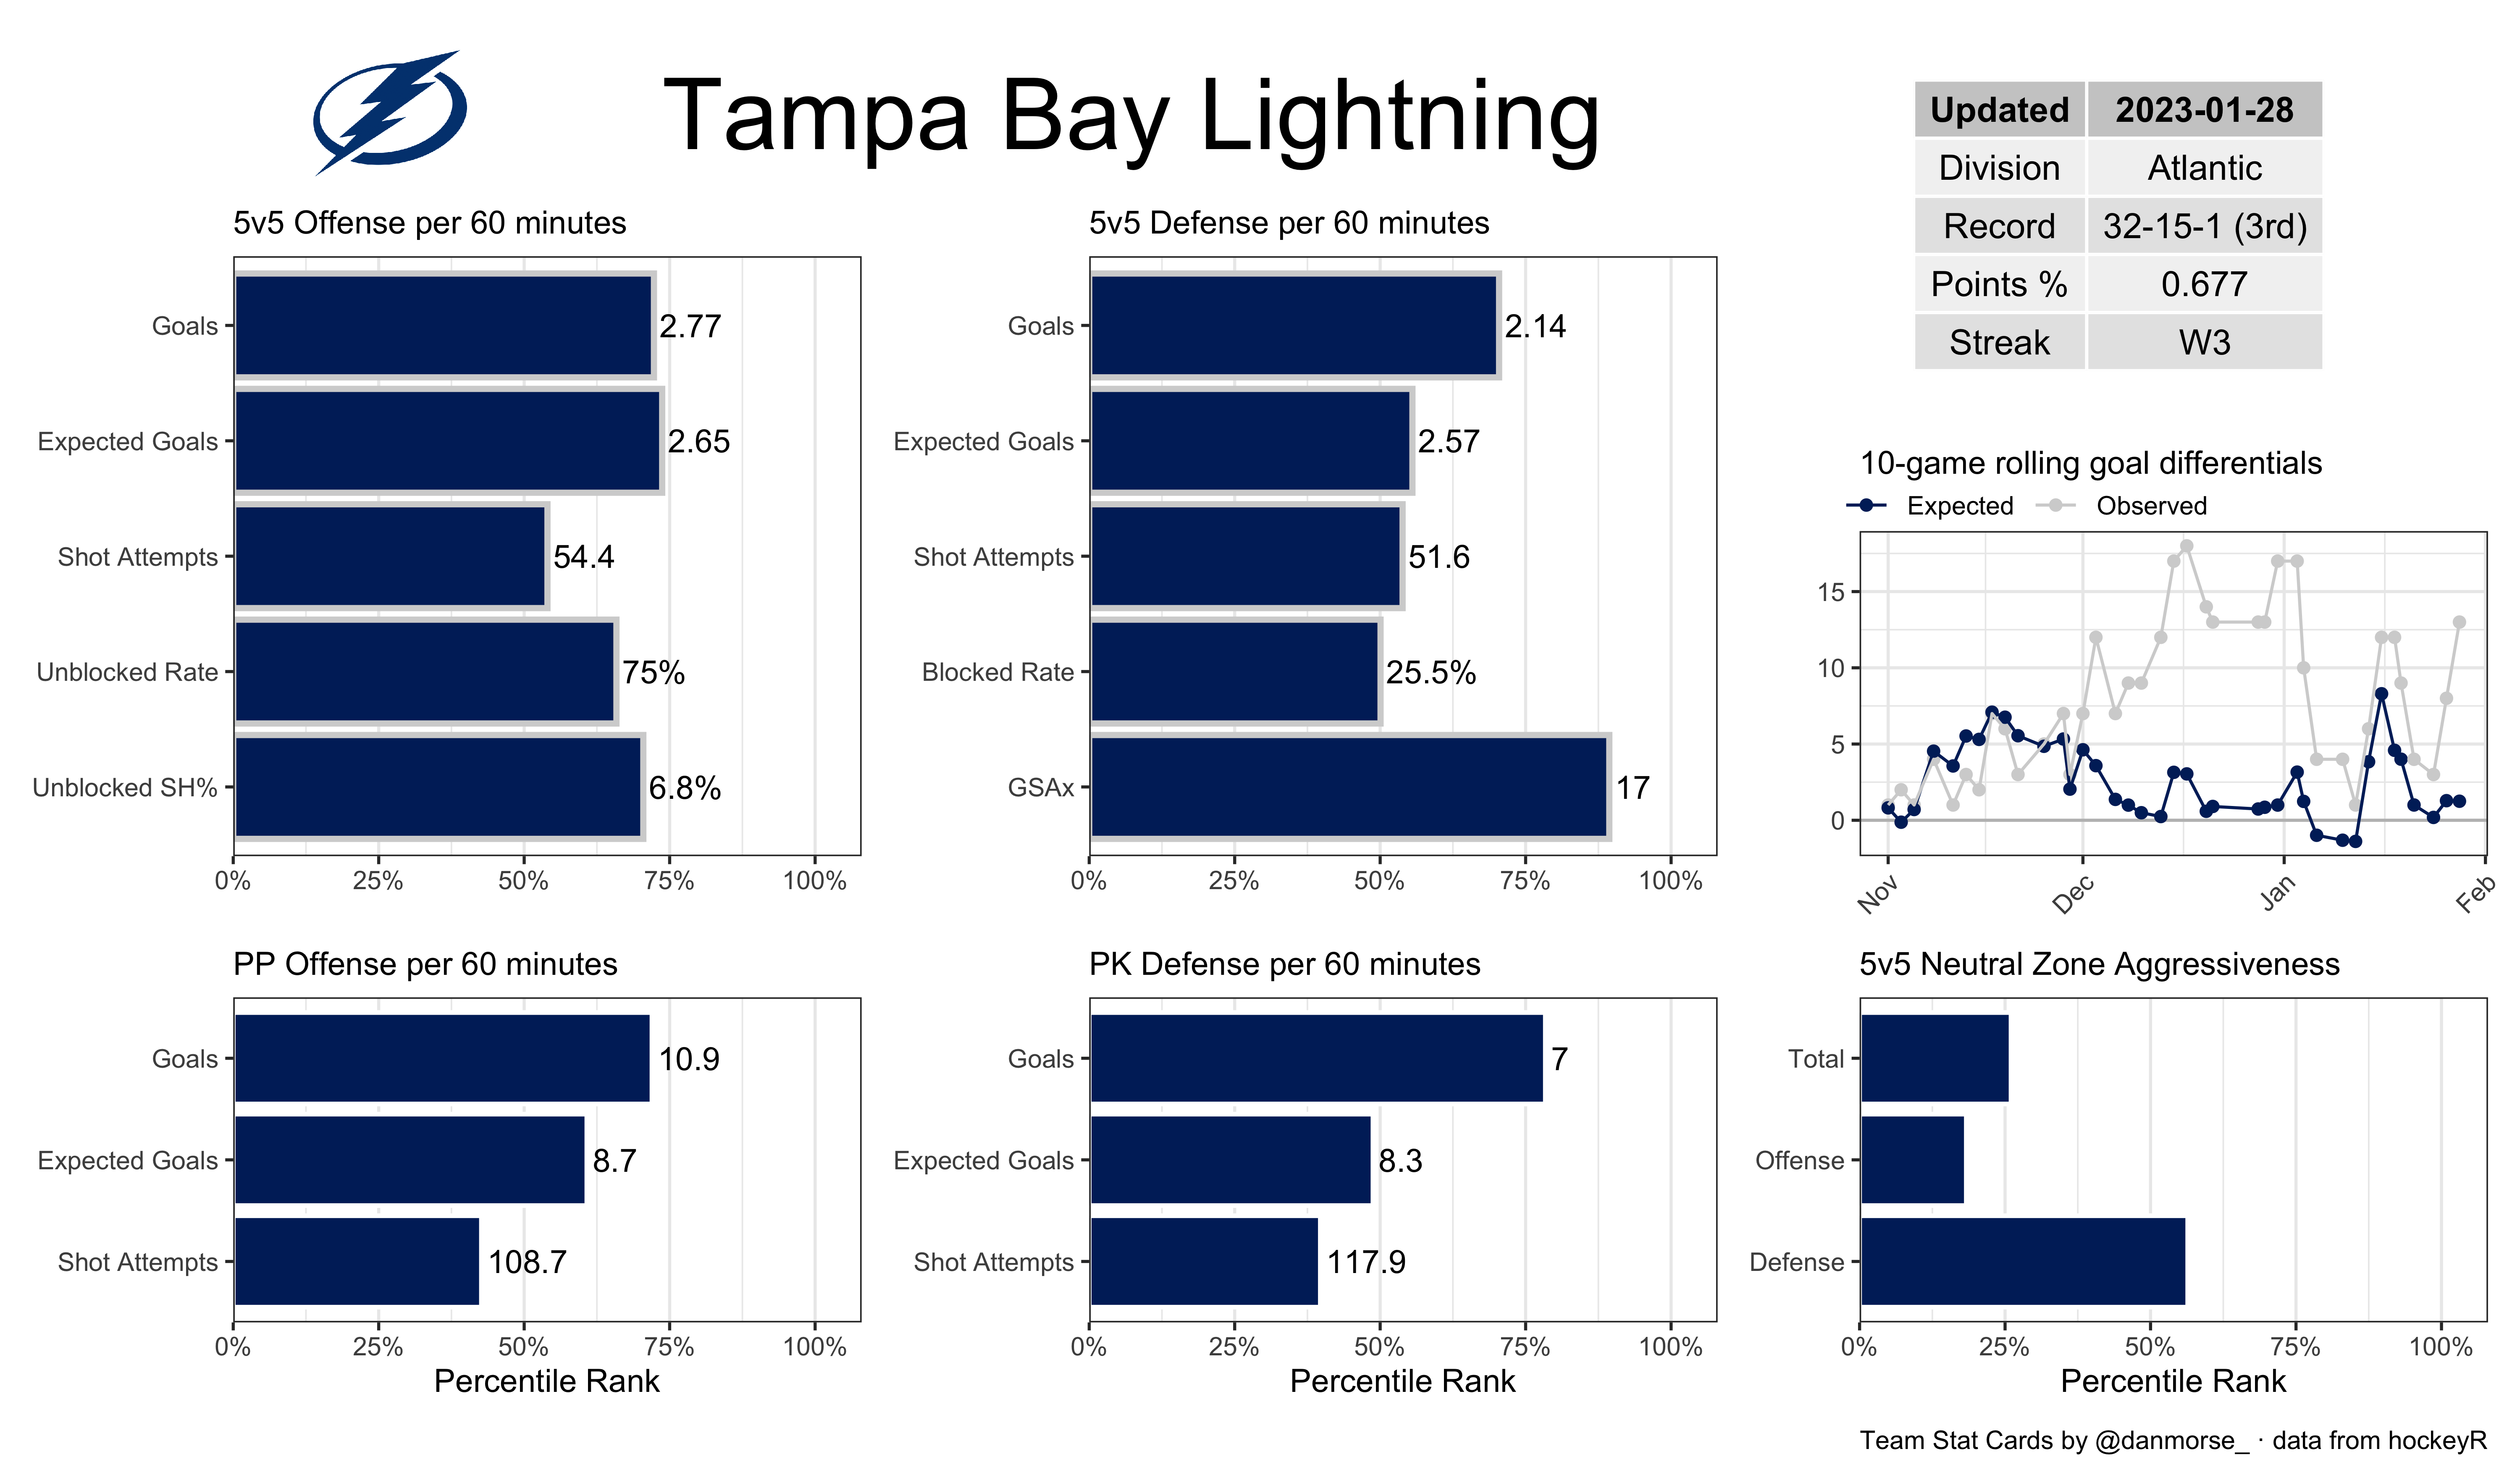 Tampa Bay Lightning
Updated 2023-01-28
Division Atlantic
Record 32-15-1 (3rd)
Points % 0.677
Streak W3
5v5 Offense per 60 minutes
Goals 2.77
Expected Goals 2.65
Shot Attempts 54.4
Unblocked Rate 75%
Unblocked SH% 6.8%
0% 25% 50% 75% 100%
5v5 Defense per 60 minutes
Goals 2.14
Expected Goals 2.57
Shot Attempts 51.6
Blocked Rate 25.5%
GSAx 17
0% 25% 50% 75% 100%
10-game rolling goal differentials
Expected Observed
15
10
5
0
Nov Dec Jan Feb
PP Offense per 60 minutes
Goals 10.9
Expected Goals 8.7
Shot Attempts 108.7
0% 25% 50% 75% 100%
Percentile Rank
PK Defense per 60 minutes
Goals 7
Expected Goals 8.3
Shot Attempts 117.9
0% 25% 50% 75% 100%
Percentile Rank
5v5 Neutral Zone Aggressiveness
Total
Offense
Defense
0% 25% 50% 75% 100%
Percentile Rank
Team Stat Cards by @danmorse_ · data from hockeyR